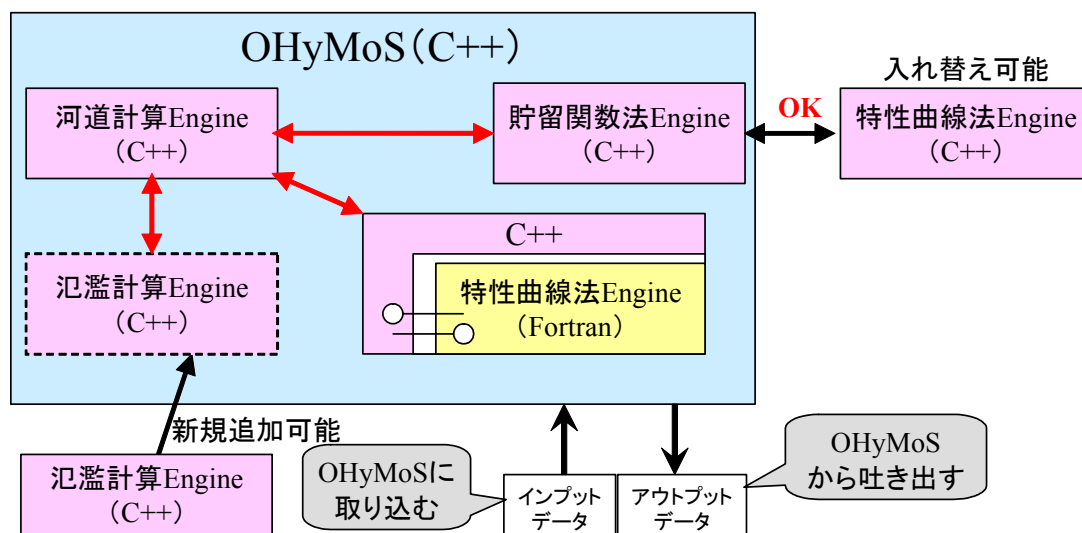 OHyMoS（C++）
河道計算Engine
（C++）
貯留関数法Engine
（C++）
OK
入れ替え可能
特性曲線法Engine
（C++）
C++
特性曲線法Engine
（Fortran）
氾濫計算Engine
（C++）
新規追加可能
氾濫計算Engine
（C++）
OHyMoSに
取り込む
インプット
データ
アウトプット
データ
OHyMoS
から吐き出す